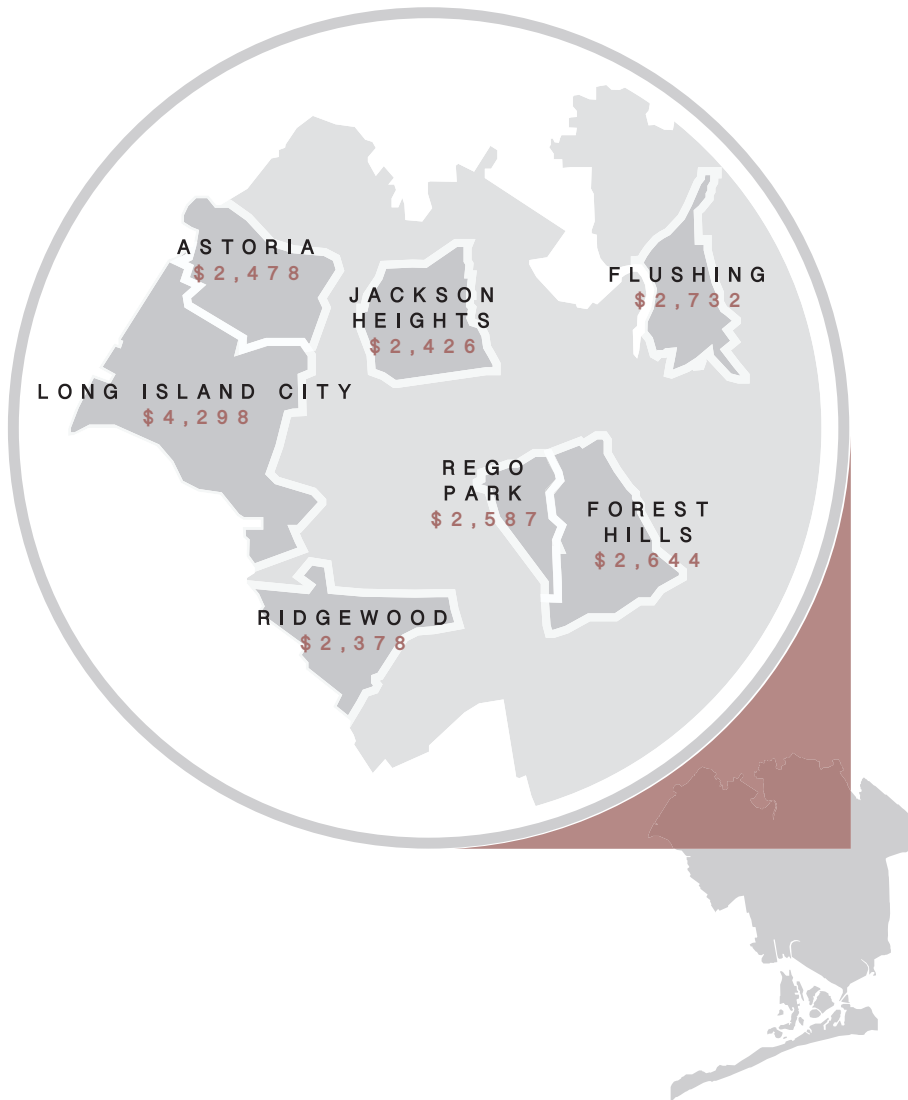 ASTORIA
$2,478
JACKSON
HEIGHTS
$2,426
FLUSHING
$2,732
LONG ISLAND CITY
$4,298
REGO
PARK
$2,587
FOREST
HILLS
$2,644
RIDGEWOOD
$2,378